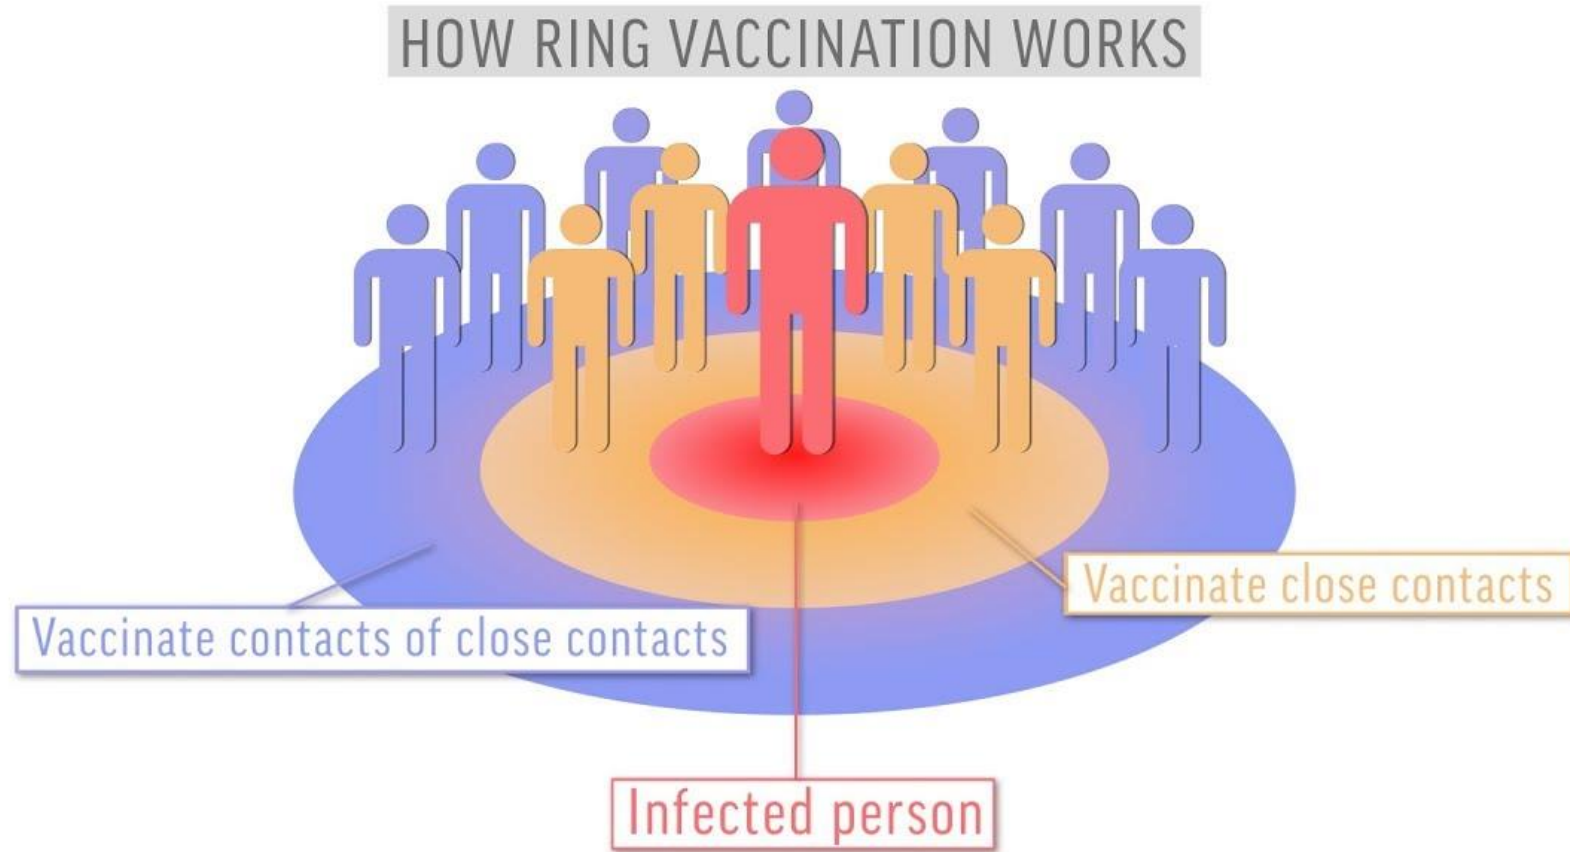 HOW RING VACCINATION WORKS
Vaccinate close contacts
Vaccinate contacts of close contacts
Infected person